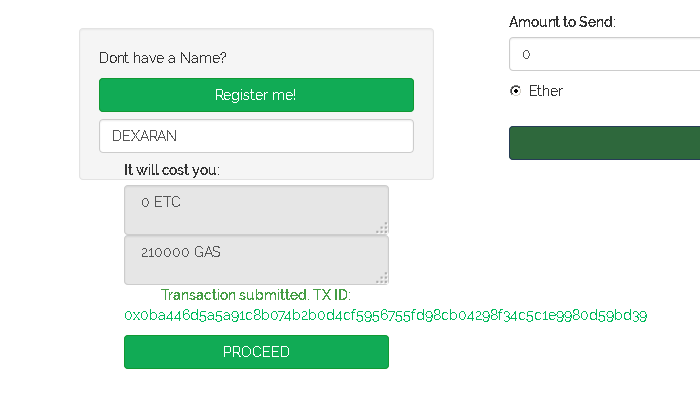 Dont have a Name?
Register me!
DEXARAN
It will cost you:
0 ETC
210000 GAS
Transaction submitted. TX ID:
0x0ba446d5a5a91c8b074b2b0d4cf5956755fd98cb04298f34c5c1e9980d59bd39
PROCEED
Amount to Send:
0
Ether